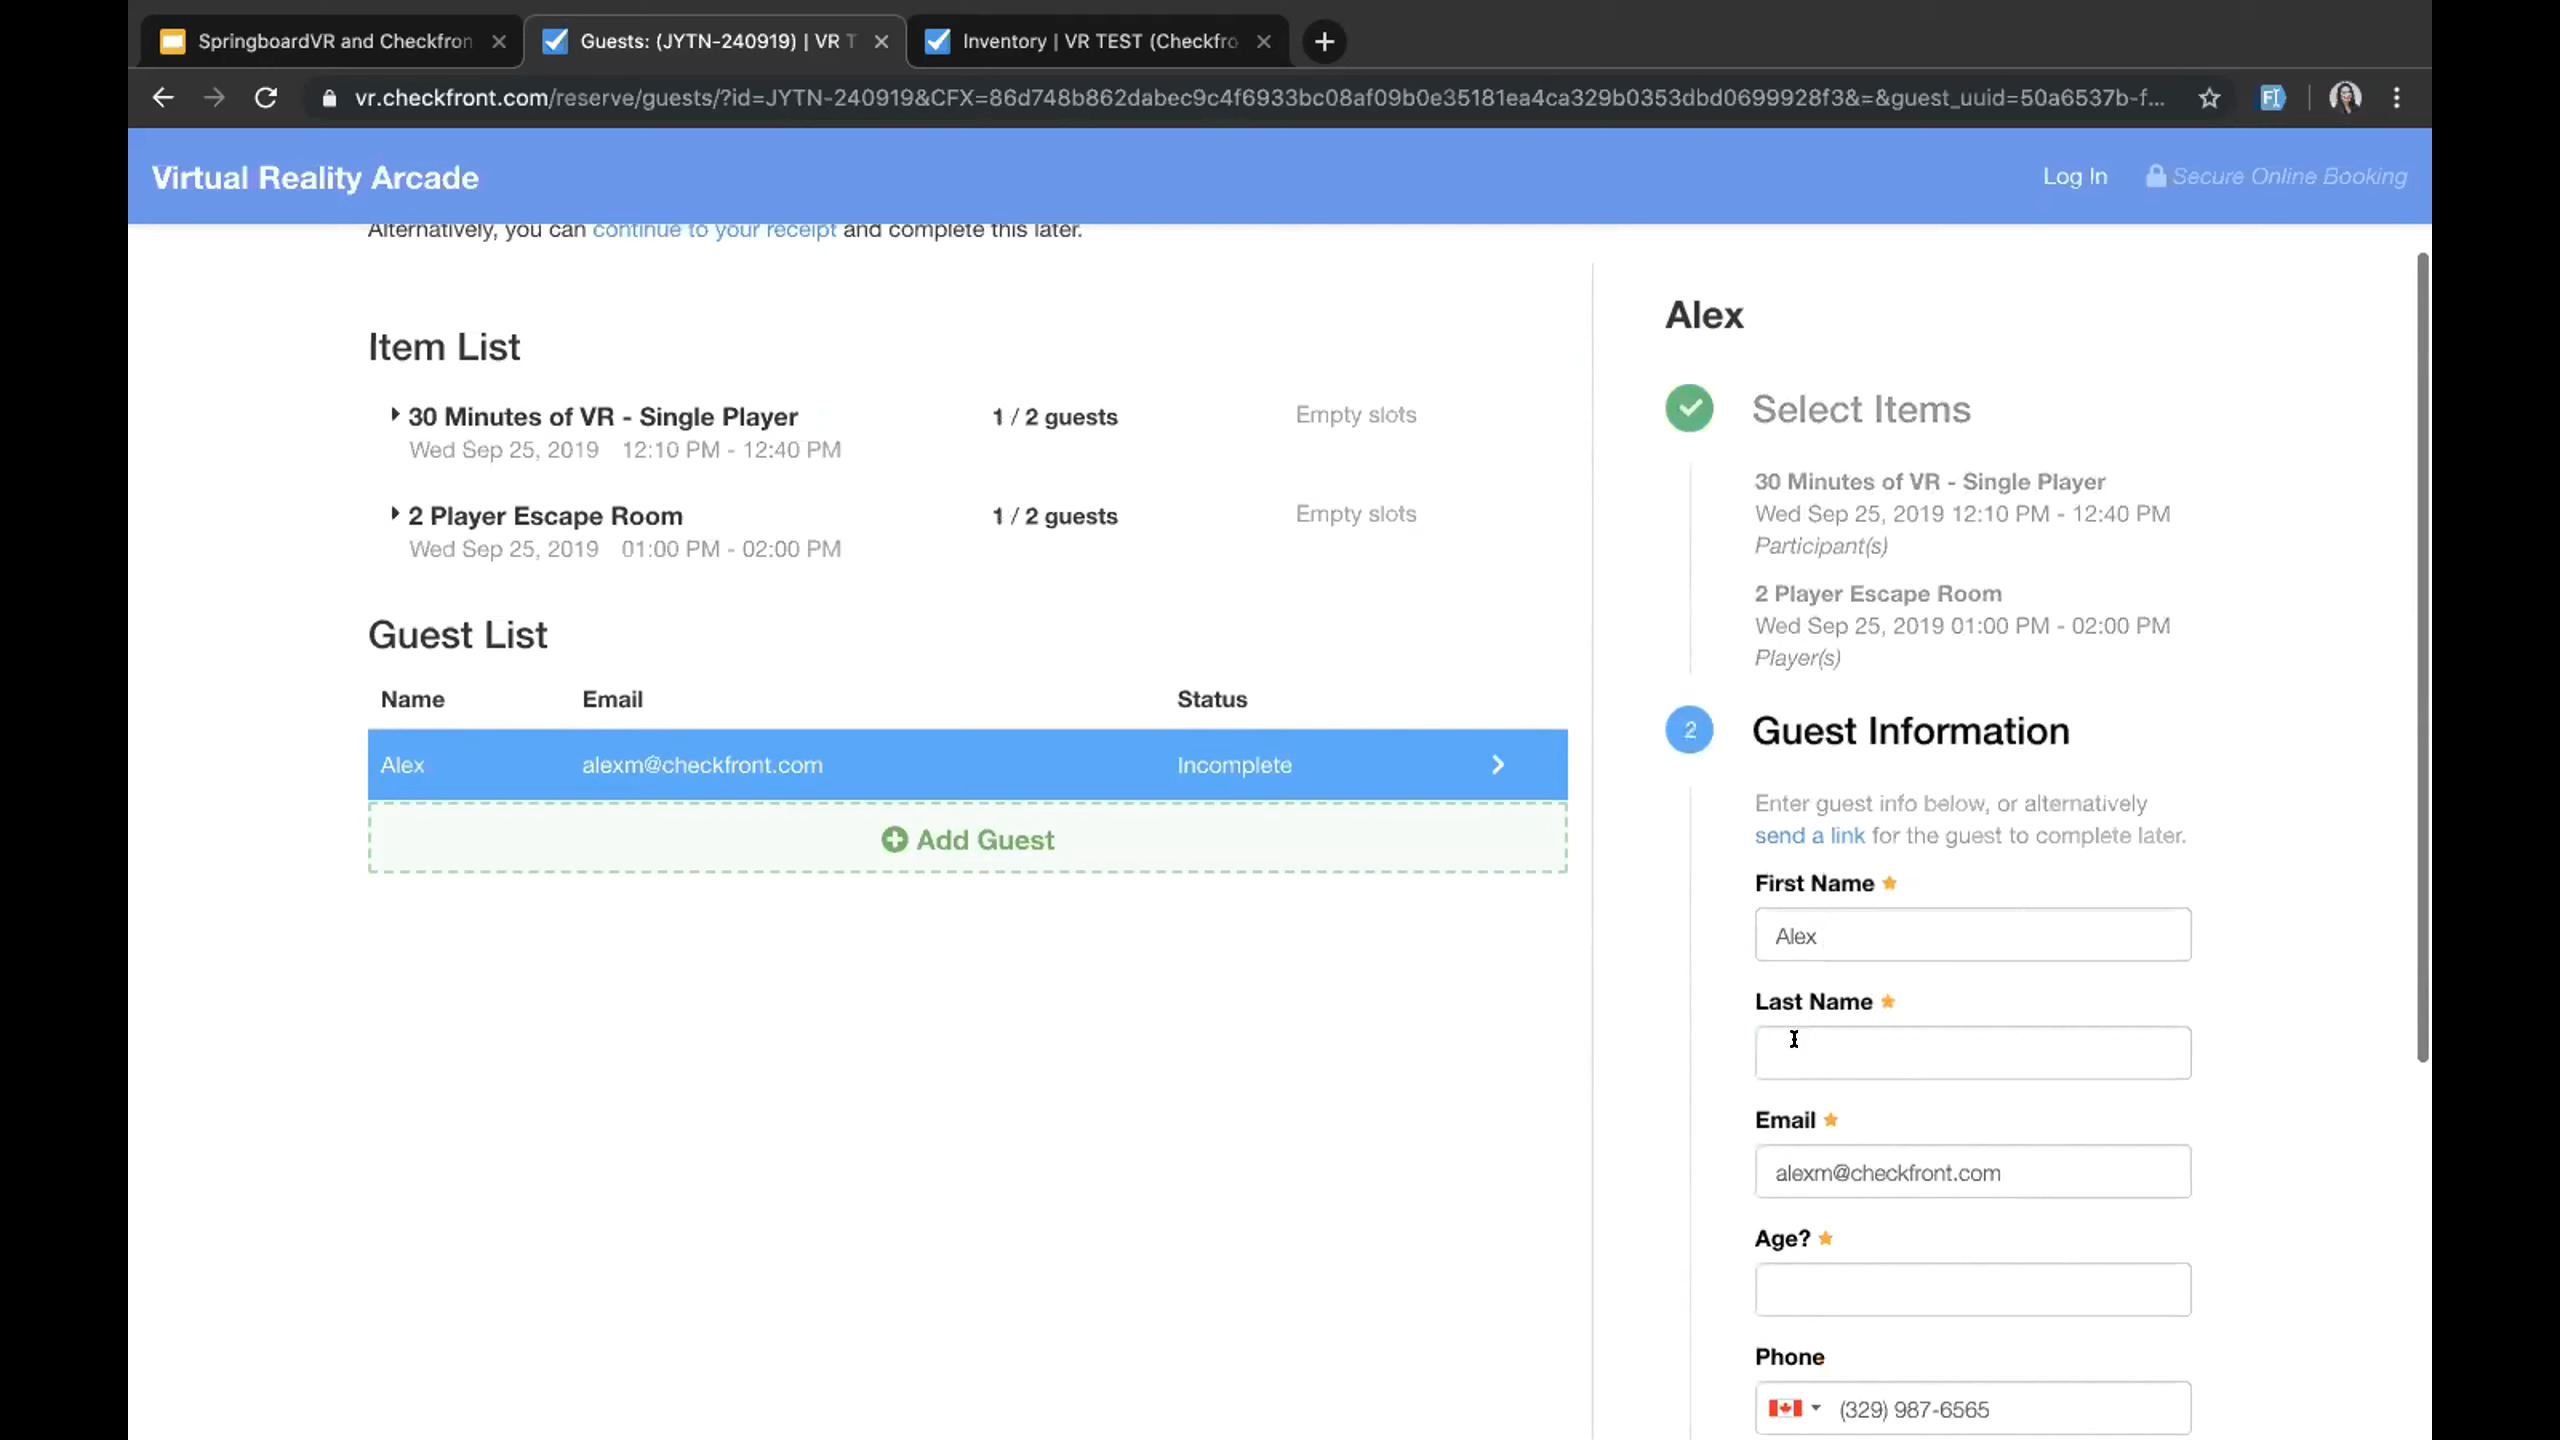 SpringboardVR and Checkfron
Guests: (JYTN-240919) | VR T
Inventory | VR TEST (Checkfro
vr.checkfront.com/reserve/guests/?id=JYTN-240919&CFX=86d748b862dabec9c4f6933bc08af09b0e35181ea4ca329b0353dbd0699928f3&=&guest_uuid=50a6537b-f...
Virtual Reality Arcade
Log In
Secure Online Booking
Alternatively, you can continue to your receipt and complete this later.
Item List
30 Minutes of VR - Single Player
1 / 2 guests
Empty slots
Wed Sep 25, 2019 12:10 PM - 12:40 PM
2 Player Escape Room
1 / 2 guests
Empty slots
Wed Sep 25, 2019 01:00 PM - 02:00 PM
Guest List
Name
Email
Status
Alex
alexm@checkfront.com
Incomplete
Add Guest
Alex
Select Items
30 Minutes of VR - Single Player
Wed Sep 25, 2019 12:10 PM - 12:40 PM
Participant(s)
2 Player Escape Room
Wed Sep 25, 2019 01:00 PM - 02:00 PM
Player(s)
2
Guest Information
Enter guest info below, or alternatively
send a link for the guest to complete later.
First Name
Alex
Last Name
Email
alexm@checkfront.com
Age?
Phone
(329) 987-6565